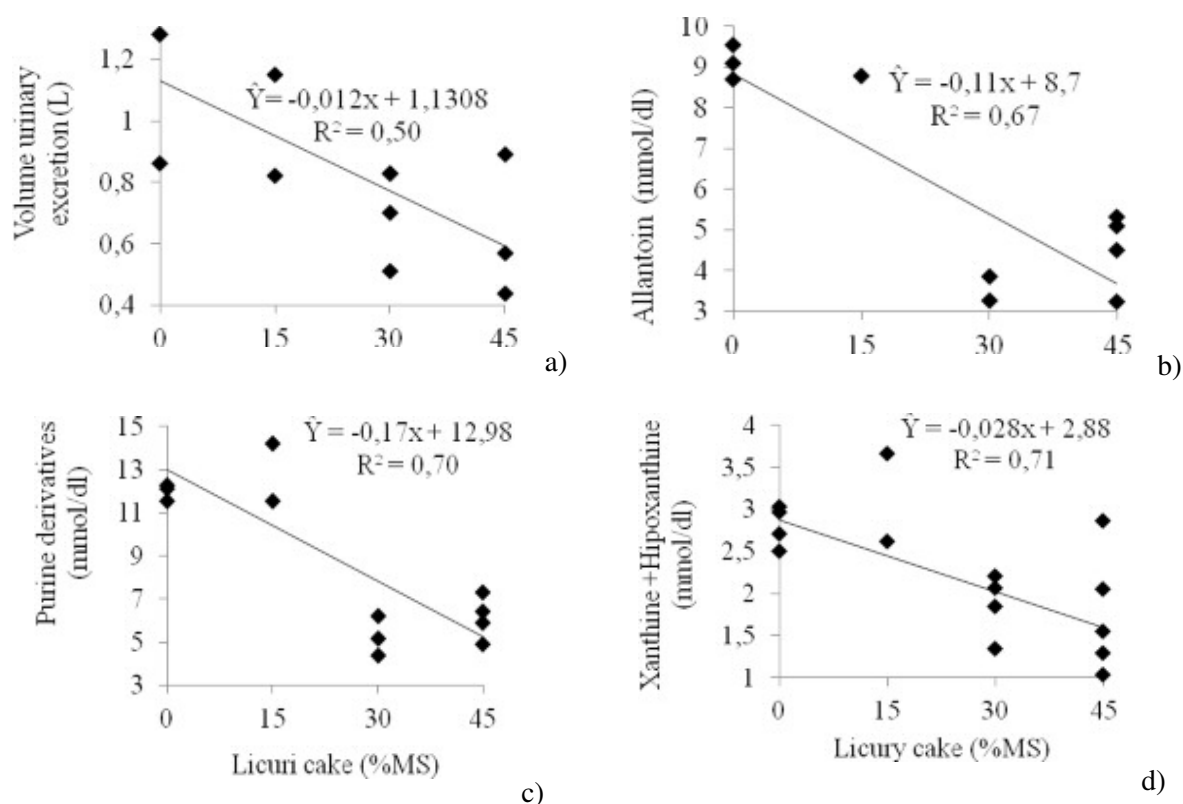 Volume urinary
excretion (L)
1,2
1
0,8
0,6
0,4
0
15
30
45
Ŷ= -0,012x + 1,1308
R² = 0,50
a)
Allantoin (mmol/dl)
10
9
8
7
6
5
4
3
0
15
30
45
Ŷ = -0,11x + 8,7
R² = 0,67
b)
Purine derivatives
(mmol/dl)
15
13
11
9
7
5
3
0
15
30
45
Ŷ = -0,17x + 12,98
R² = 0,70
Licuri cake (%MS)
c)
Xanthine+Hipoxanthine
(mmol/dl)
4
3,5
3
2,5
2
1,5
1
0
15
30
45
Ŷ = -0,028x + 2,88
R² = 0,71
Licury cake (%MS)
d)